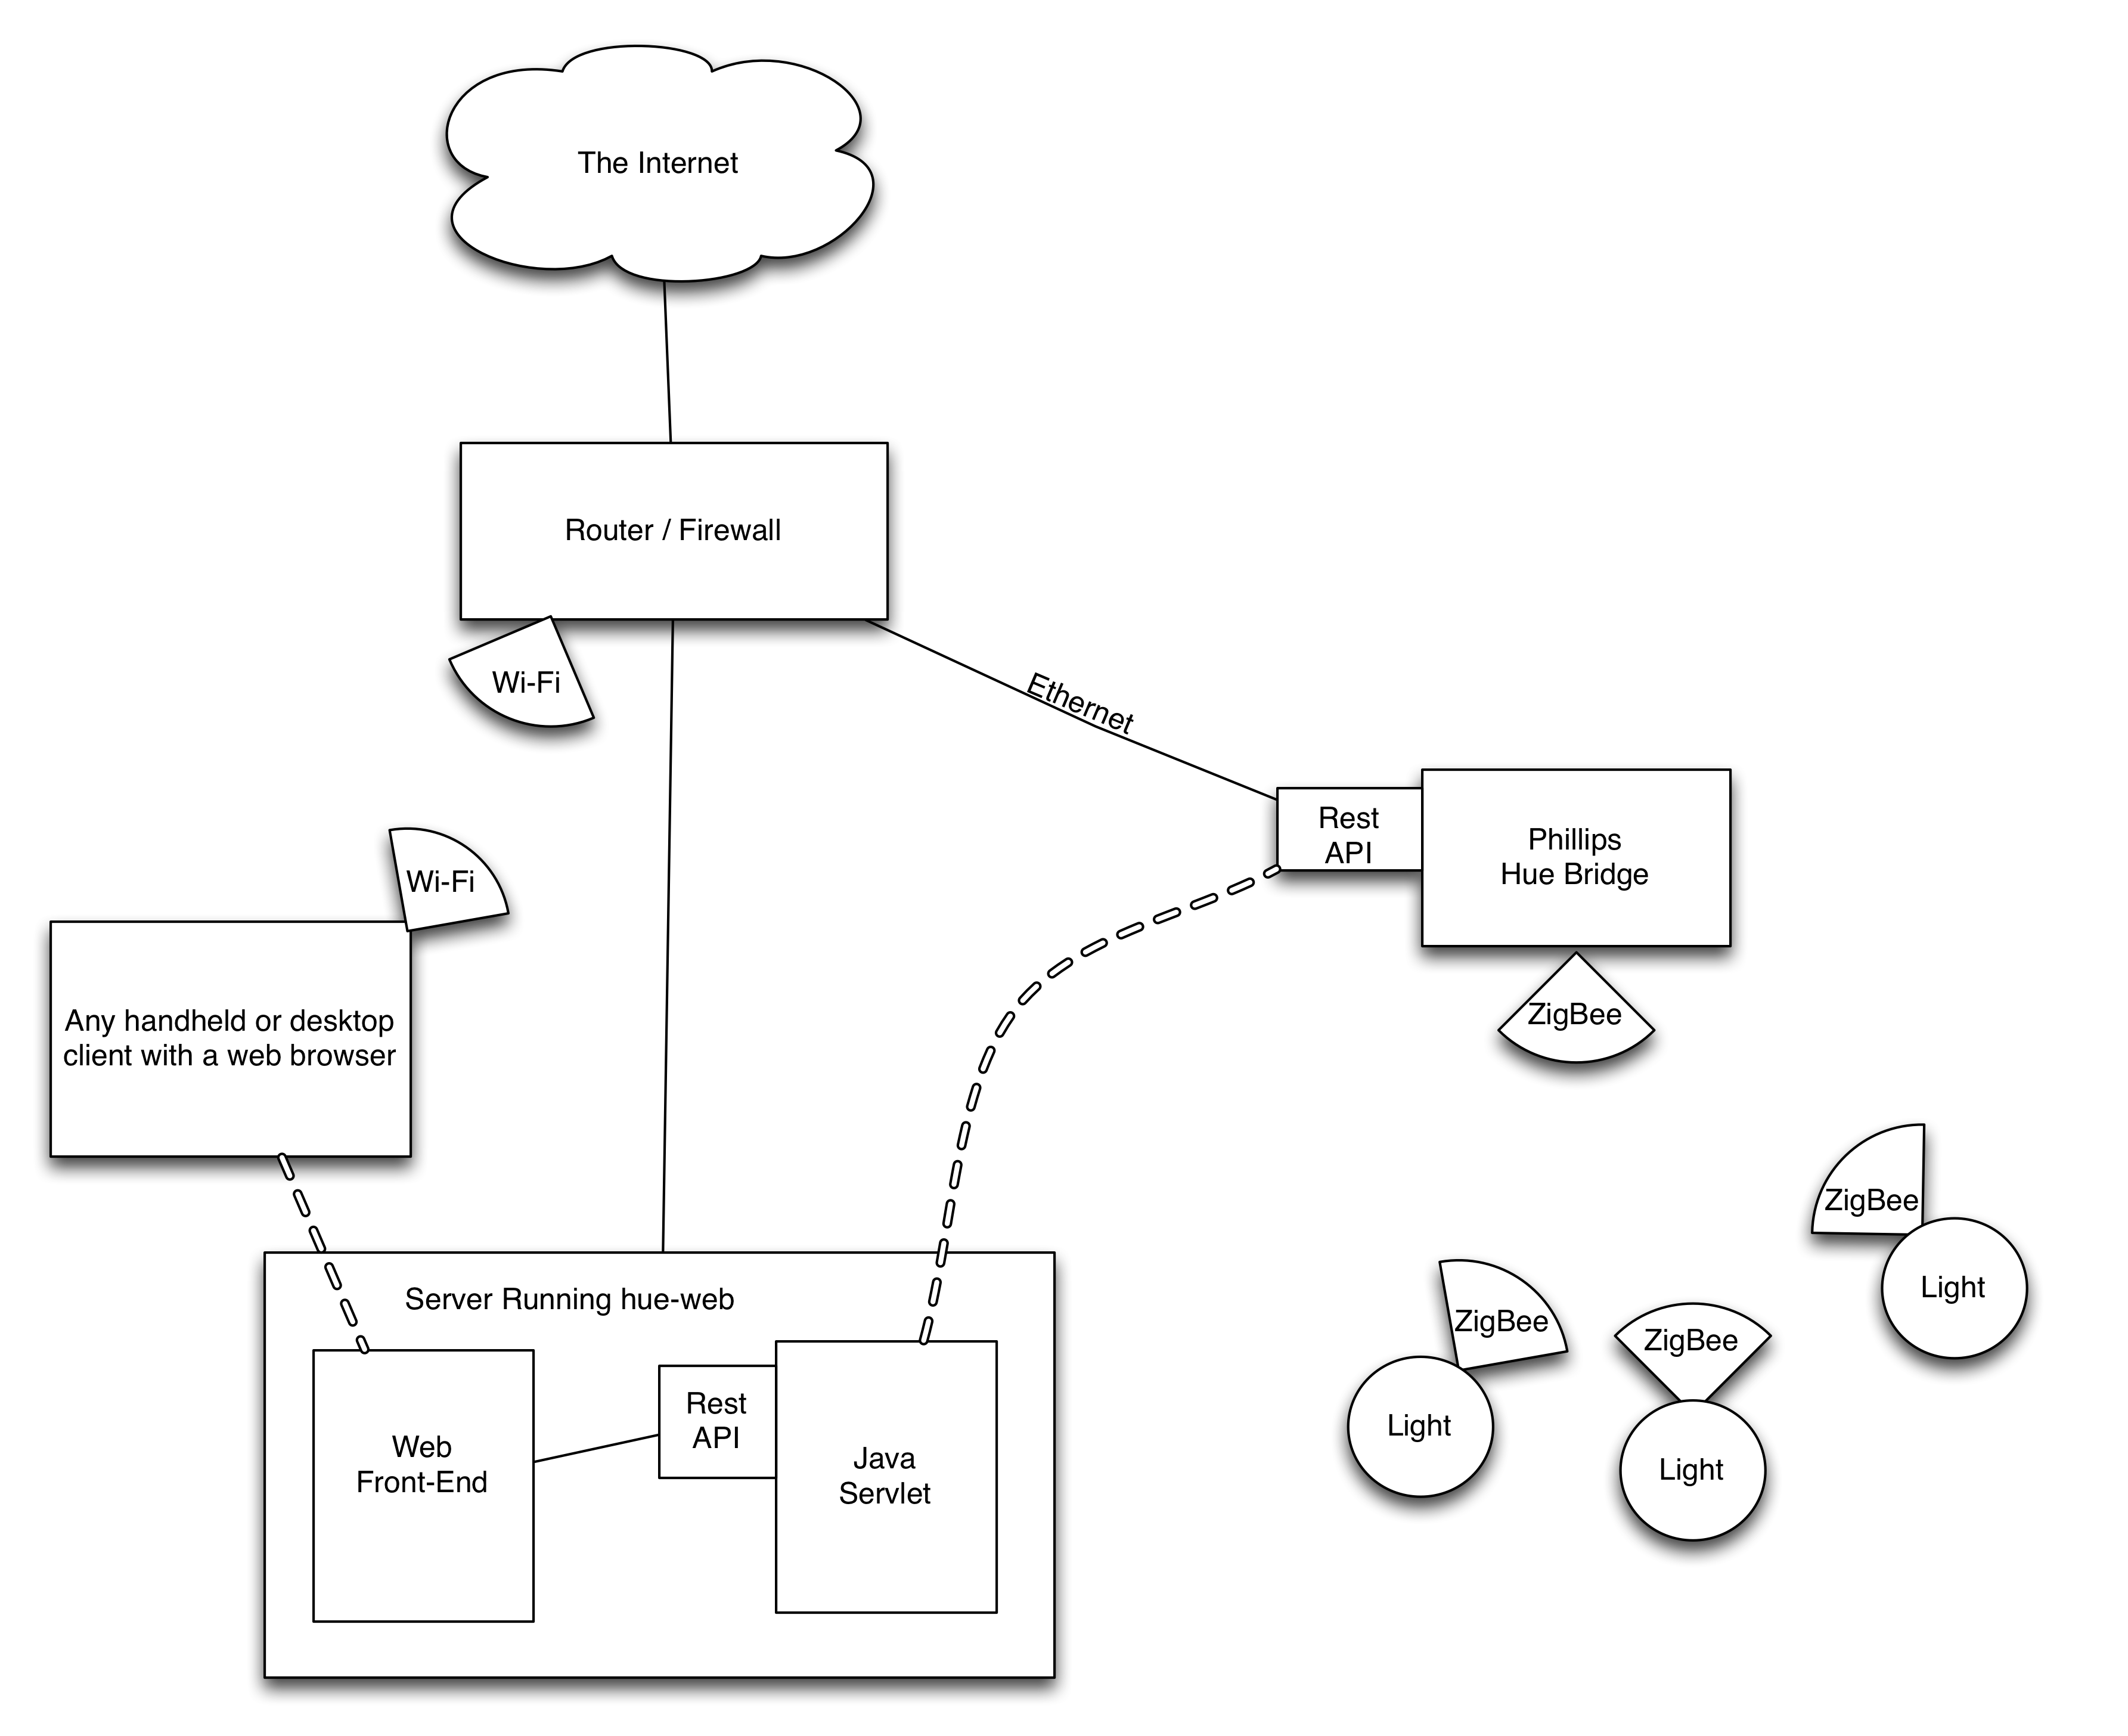 The Internet
Router / Firewall
Wi-Fi
Ethernet
Rest
API
Phillips
Hue Bridge
ZigBee
Wi-Fi
Any handheld or desktop
client with a web browser
Server Running hue-web
Web
Front-End
Rest
API
Java
Servlet
ZigBee
Light
ZigBee
Light
ZigBee
Light